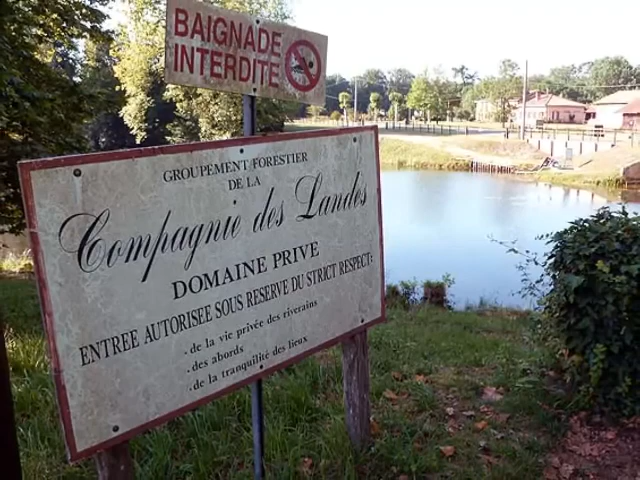 BAIGNADE
INTERDITE
GROUPEMENT FORESTIER
DE LA
Compagnie des Landes
DOMAINE PRIVE
ENTREE AUTORISEE SOUS RESERVE DU STRICT RESPECT:
- de la vie privée des riverains
- des abords
- de la tranquilité des lieux